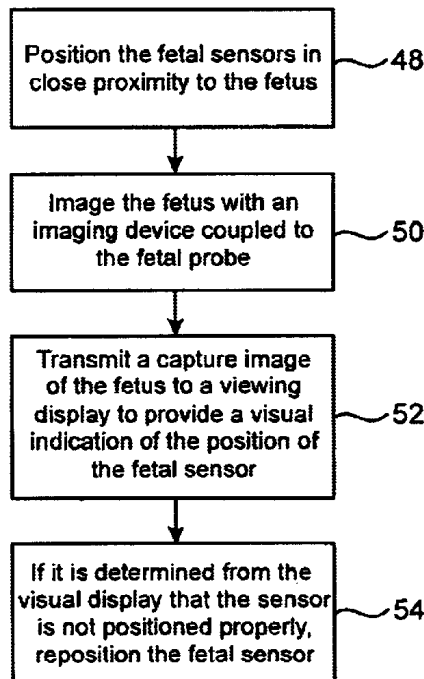 Position the fetal sensors in
close proximity to the fetus
48
Image the fetus with an
imaging device coupled to
the fetal probe
50
Transmit a capture image
of the fetus to a viewing
display to provide a visual
indication of the position of
the fetal sensor
52
If it is determined from the
visual display that the sensor
is not positioned properly,
reposition the fetal sensor
54